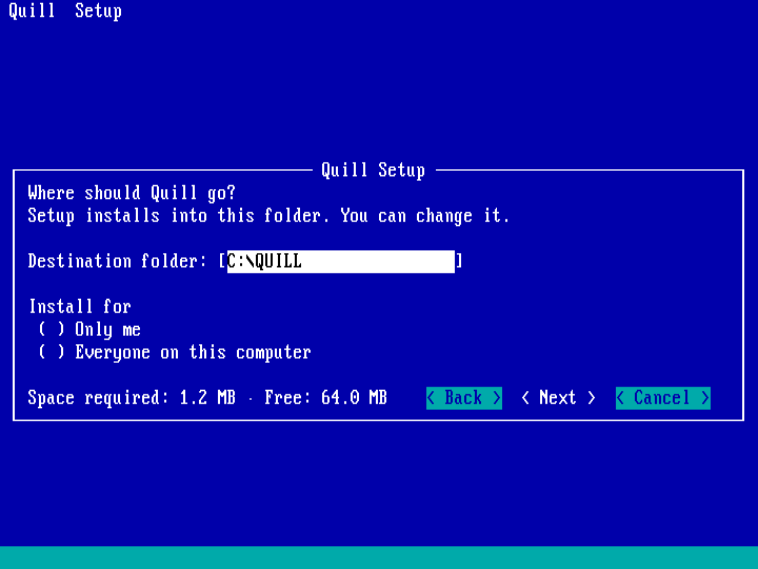 Quill  Setup
Quill Setup
Where should Quill go?
Setup installs into this folder. You can change it.
Destination folder: [C:\QUILL]
Install for
( ) Only me
( ) Everyone on this computer
Space required: 1.2 MB · Free: 64.0 MB < Back > < Next > < Cancel >